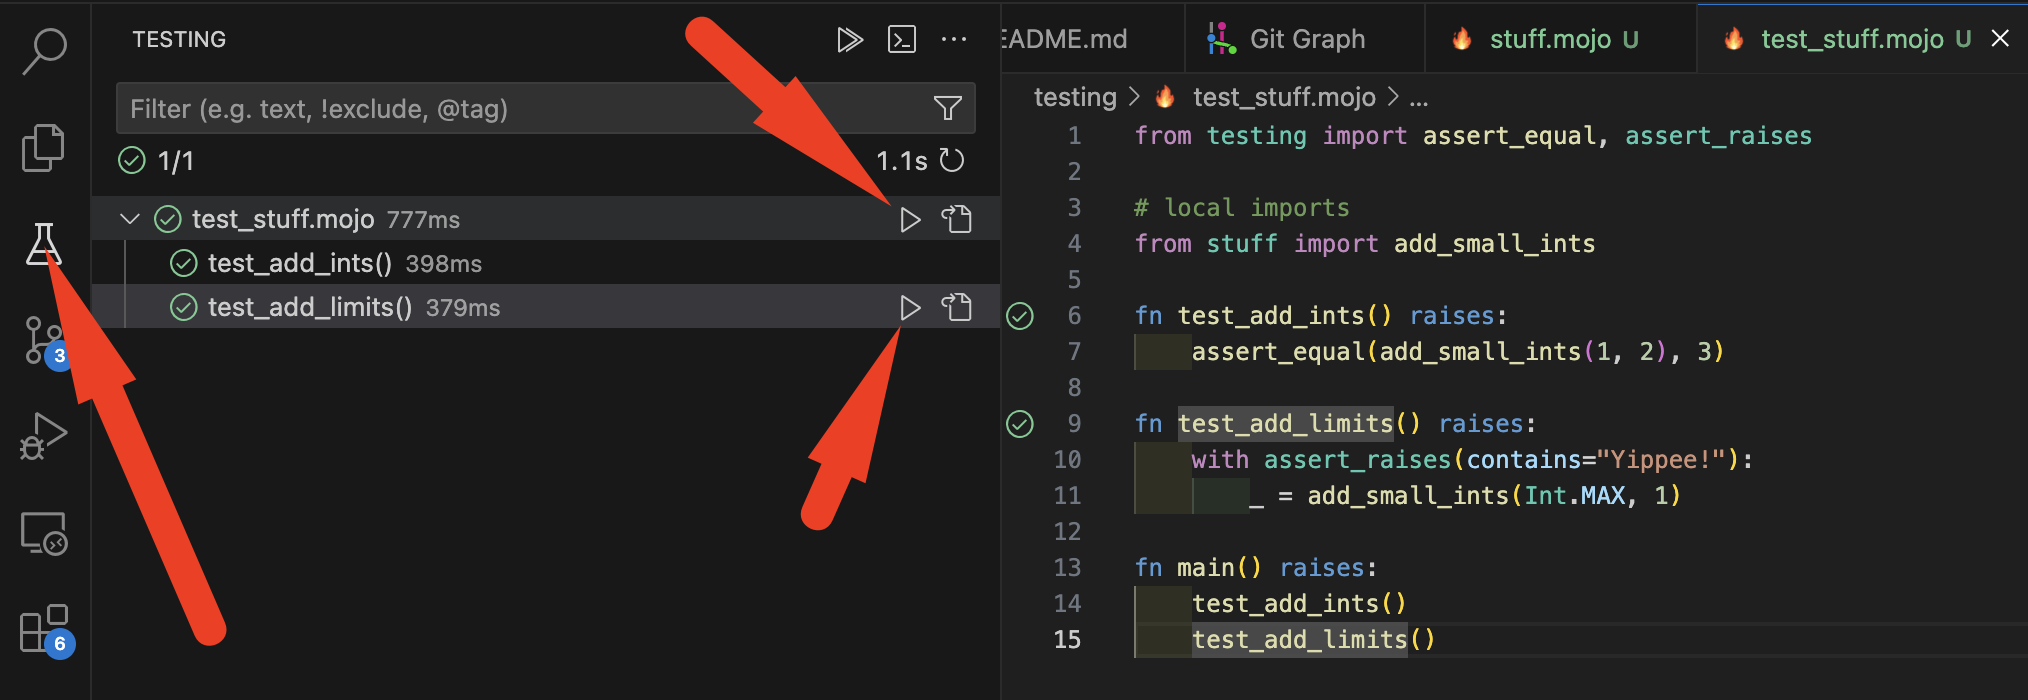 TESTING
Filter (e.g. text, !exclude, @tag)
1/1
1.1s
test_stuff.mojo 777ms
test_add_ints() 398ms
test_add_limits() 379ms
3
6
EADME.md
Git Graph
stuff.mojo U
test_stuff.mojo U
testing > test_stuff.mojo > ...
1 from testing import assert_equal, assert_raises
2
3 # local imports
4 from stuff import add_small_ints
5
6 fn test_add_ints() raises:
7 assert_equal(add_small_ints(1, 2), 3)
8
9 fn test_add_limits() raises:
10 with assert_raises(contains="Yippee!"):
11 _ = add_small_ints(Int.MAX, 1)
12
13 fn main() raises:
14 test_add_ints()
15 test_add_limits()